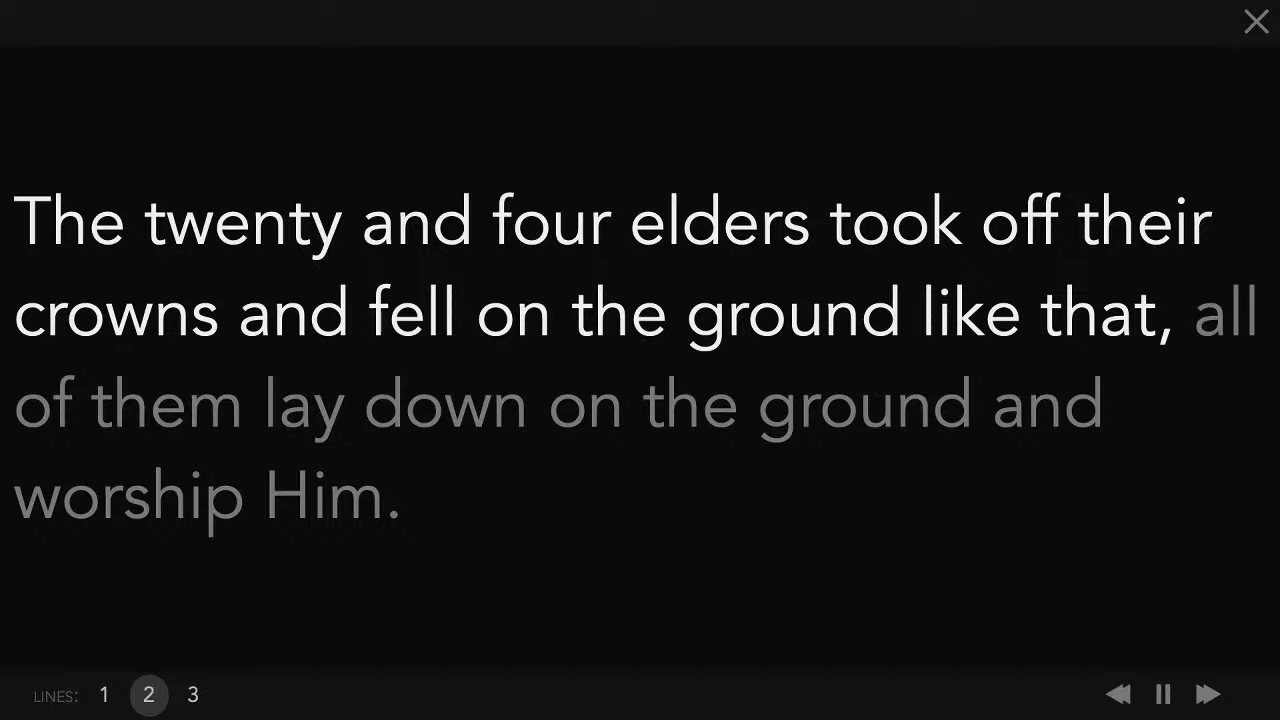 The twenty and four elders took off their
crowns and fell on the ground like that, all
of them lay down on the ground and
worship Him.
LINES: 1 2 3